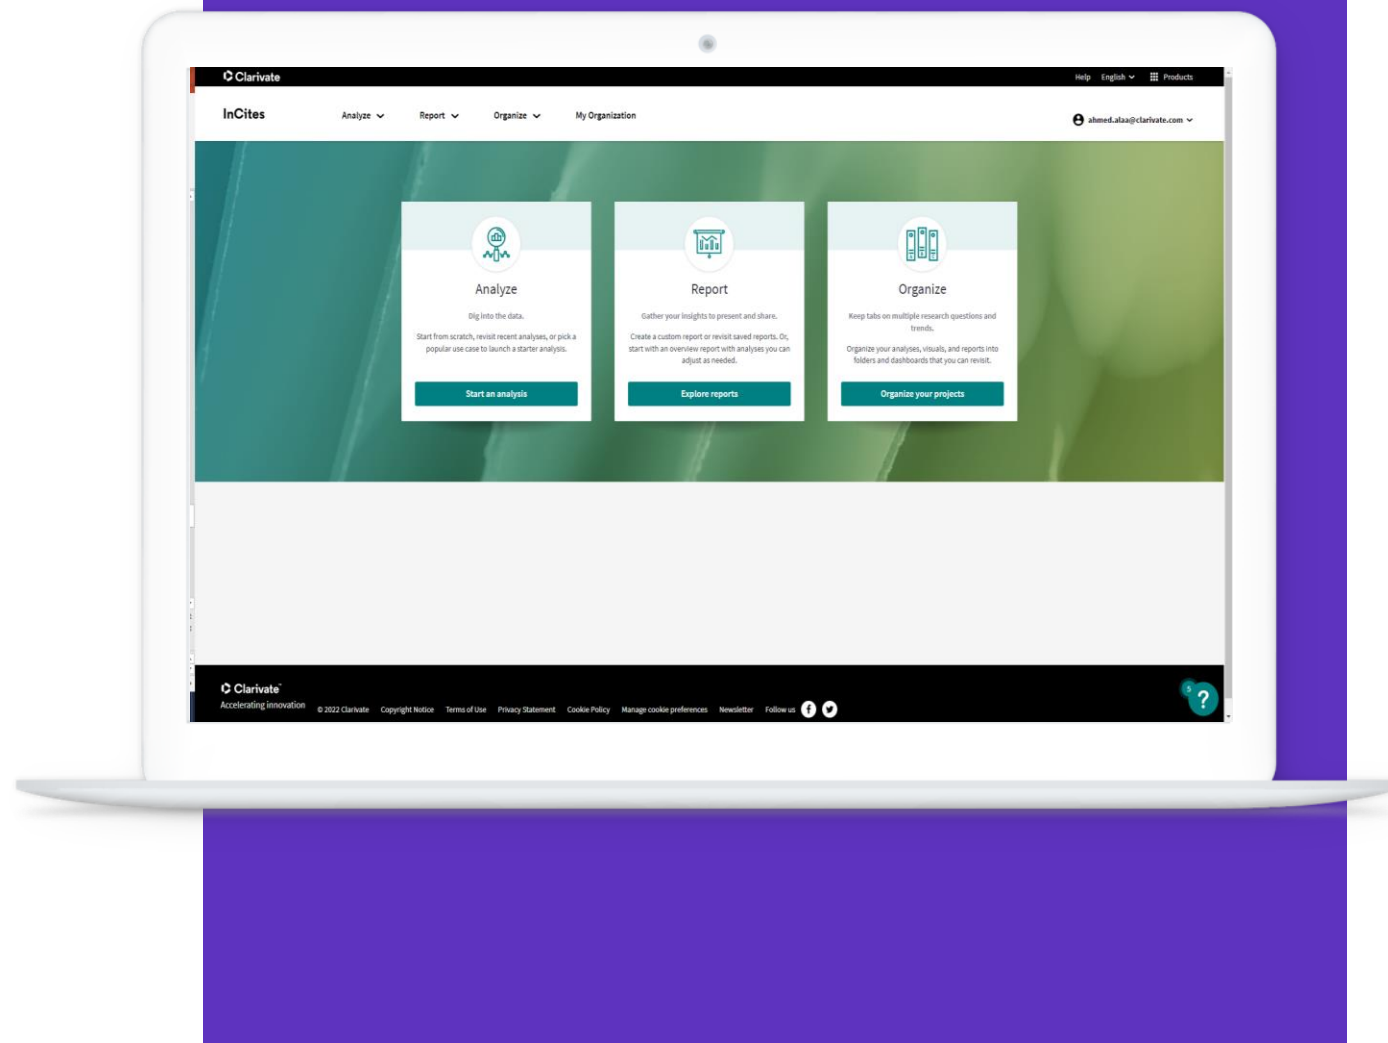 Clarivate
Help English Products
InCites
Analyze Report Organize My Organization
ahmed.alaa@clarivate.com
Analyze
Dig into the data.
Start from scratch, revisit recent analyses, or pick a
popular use case to launch a starter analysis.
Start an analysis
Report
Gather your insights to present and share.
Create a custom report or revisit saved reports. Or,
start with an overview report with analyses you can
adjust as needed.
Explore reports
Organize
Keep tabs on multiple research questions and
trends.
Organize your analyses, visuals, and reports into
folders and dashboards that you can revisit.
Organize your projects
Clarivate™
Accelerating innovation
© 2022 Clarivate Copyright Notice Terms of Use Privacy Statement Cookie Policy Manage cookie preferences Newsletter Follow us
5
?